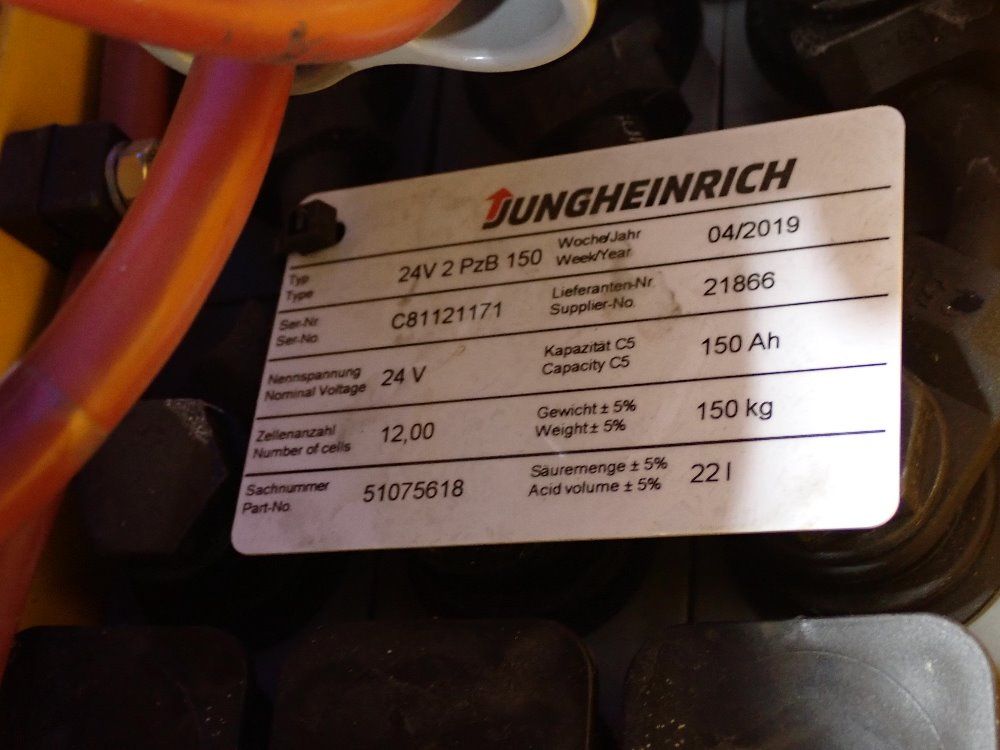 JUNGHEINRICH
Typ
Type
24V 2 PzB 150
Woche/Jahr
Week/Year
04/2019
Ser-Nr.
Ser-No.
C81121171
Lieferanten-Nr.
Supplier-No.
21866
Nennspannung
Nominal Voltage
24 V
Kapazität C5
Capacity C5
150 Ah
Zellenanzahl
Number of cells
12,00
Gewicht ± 5%
Weight ± 5%
150 kg
Sachnummer
Part-No.
51075618
Säuremenge ± 5%
Acid volume ± 5%
22 l